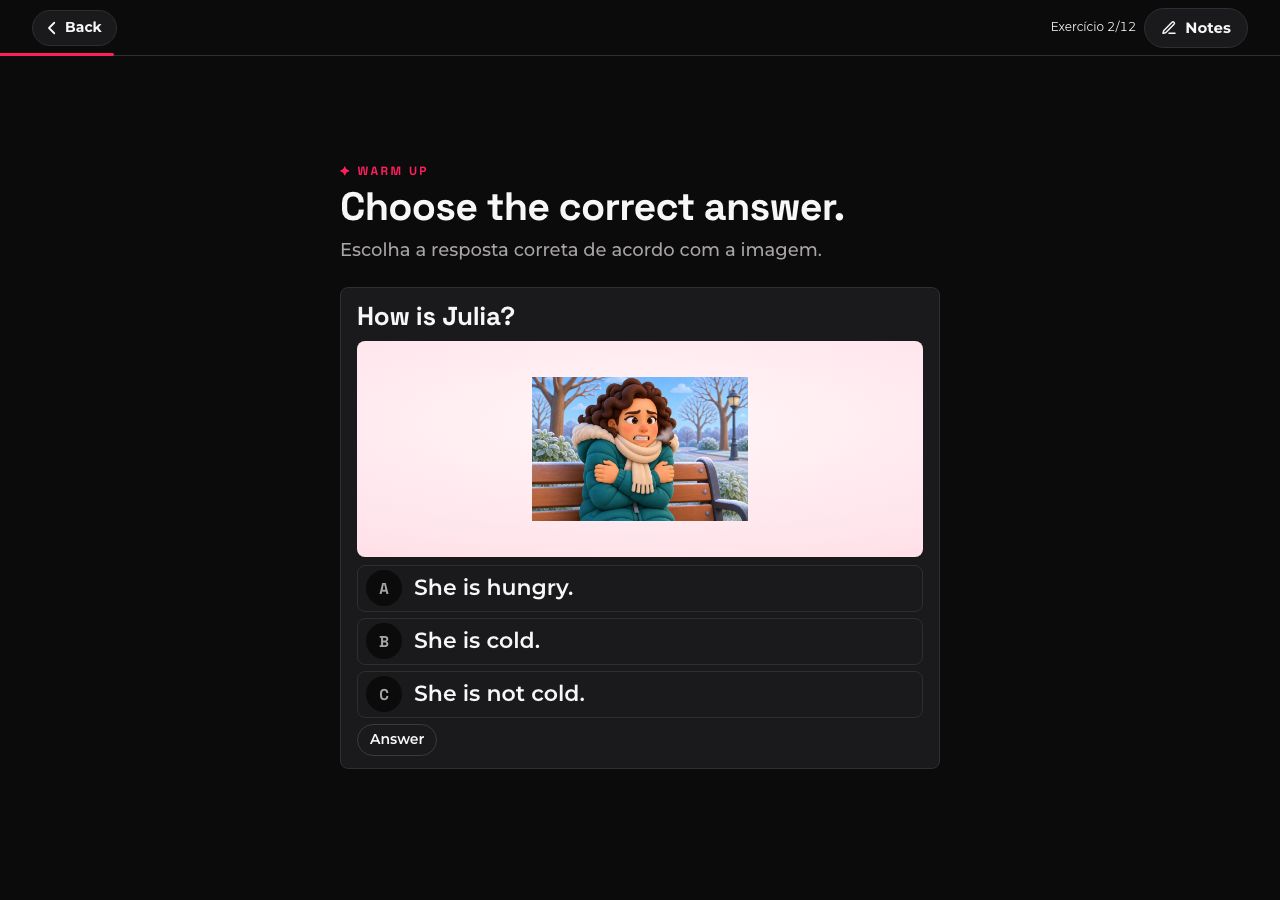 Back
Exercício 2/12
Notes
WARM UP
Choose the correct answer.
Escolha a resposta correta de acordo com a imagem.
How is Julia?
A She is hungry.
B She is cold.
C She is not cold.
Answer